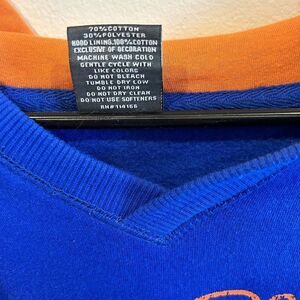 70%COTTON
30%POLYESTER
HOOD LINING,100%COTTON
EXCLUSIVE OF DECORATION
MACHINE WASH COLD
GENTLE CYCLE WITH
LIKE COLORS
DO NOT BLEACH
TUMBLE DRY LOW
DO NOT IRON
DO NOT DRY CLEAN
DO NOT USE SOFTENERS